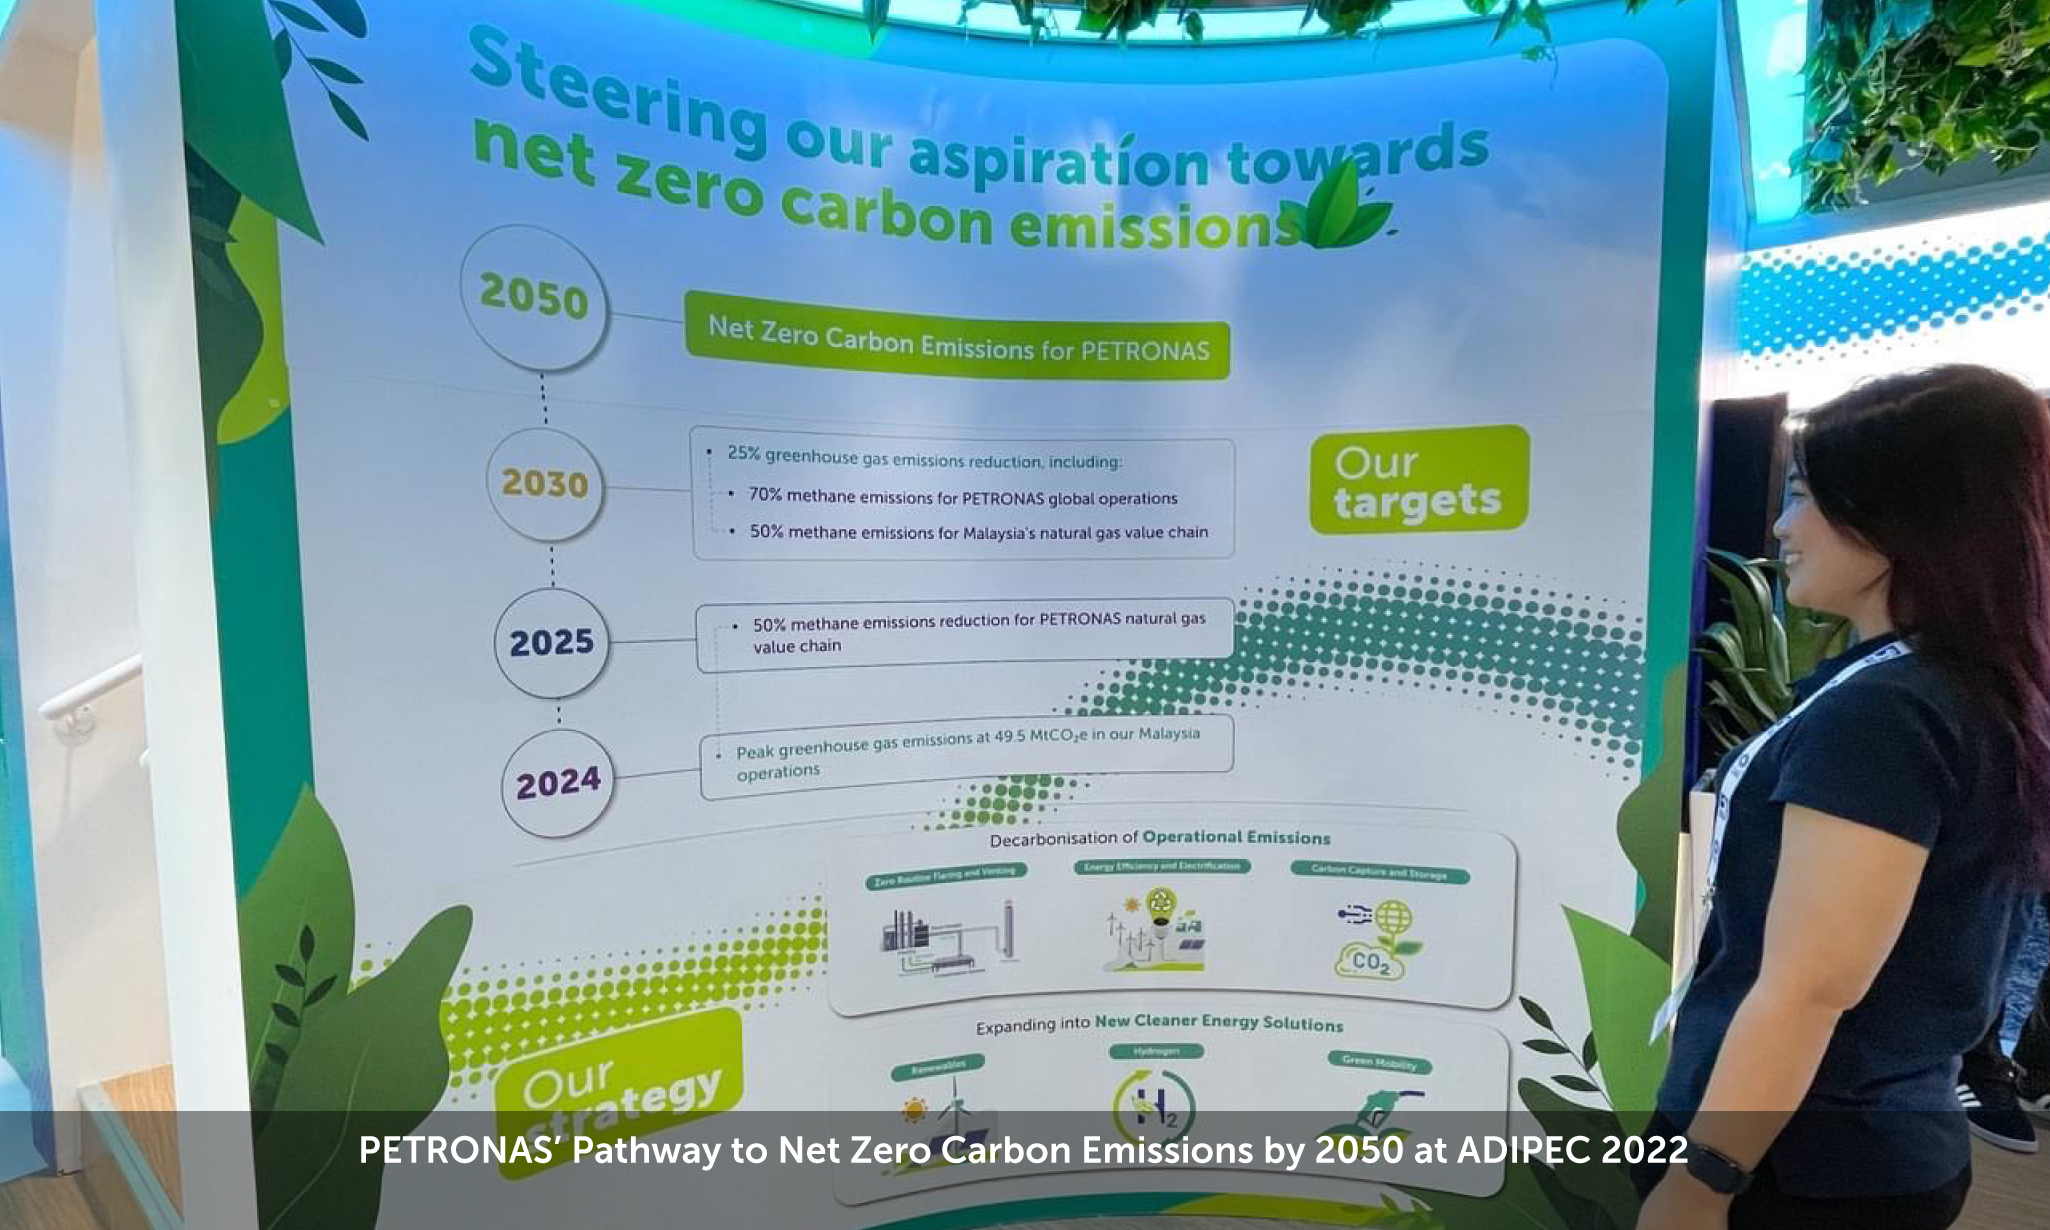 Steering our aspiration towards
net zero carbon emissions
2050
Net Zero Carbon Emissions for PETRONAS
2030
• 25% greenhouse gas emissions reduction, including:
• 70% methane emissions for PETRONAS global operations
• 50% methane emissions for Malaysia's natural gas value chain
Our
targets
2025
• 50% methane emissions reduction for PETRONAS natural gas
value chain
2024
• Peak greenhouse gas emissions at 49.5 MtCO₂e in our Malaysia
operations
Decarbonisation of Operational Emissions
Zero Routine Flaring and Venting
Energy Efficiency and Electrification
Carbon Capture and Storage
CO₂
Our
strategy
Expanding into New Cleaner Energy Solutions
Renewables
Hydrogen
Green Mobility
H₂
PETRONAS’ Pathway to Net Zero Carbon Emissions by 2050 at ADIPEC 2022